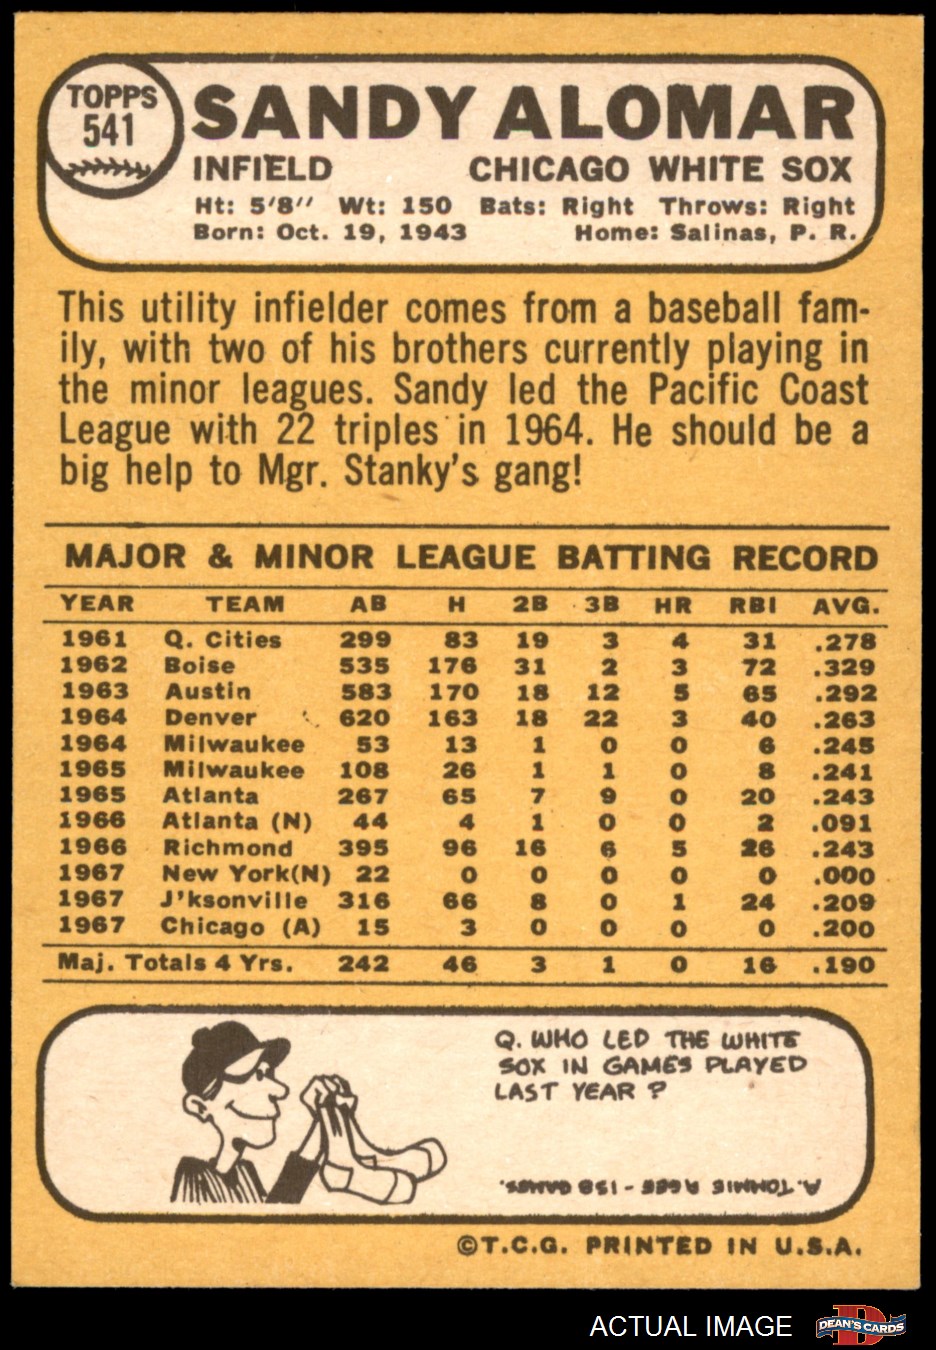 TOPPS
541
SANDY ALOMAR
INFIELD CHICAGO WHITE SOX
Ht: 5'8" Wt: 150 Bats: Right Throws: Right
Born: Oct. 19, 1943 Home: Salinas, P. R.
This utility infielder comes from a baseball fam-
ily, with two of his brothers currently playing in
the minor leagues. Sandy led the Pacific Coast
League with 22 triples in 1964. He should be a
big help to Mgr. Stanky's gang!
MAJOR & MINOR LEAGUE BATTING RECORD
YEAR TEAM AB H 2B 3B HR RBI AVG.
1961 Q. Cities 299 83 19 3 4 31 .278
1962 Boise 535 176 31 2 3 72 .329
1963 Austin 583 170 18 12 5 65 .292
1964 Denver 620 163 18 22 3 40 .263
1964 Milwaukee 53 13 1 0 0 6 .245
1965 Milwaukee 108 26 1 1 0 8 .241
1965 Atlanta 267 65 7 9 0 20 .243
1966 Atlanta (N) 44 4 1 0 0 2 .091
1966 Richmond 395 96 16 6 5 26 .243
1967 New York(N) 22 0 0 0 0 0 .000
1967 J'ksonville 316 66 8 0 1 24 .209
1967 Chicago (A) 15 3 0 0 0 0 .200
Maj. Totals 4 Yrs. 242 46 3 1 0 16 .190
Q. WHO LED THE WHITE
SOX IN GAMES PLAYED
LAST YEAR?
A. TOMMIE AGEE - 158 GAMES.
©T.C.G. PRINTED IN U.S.A.
ACTUAL IMAGE
DEAN'S CARDS